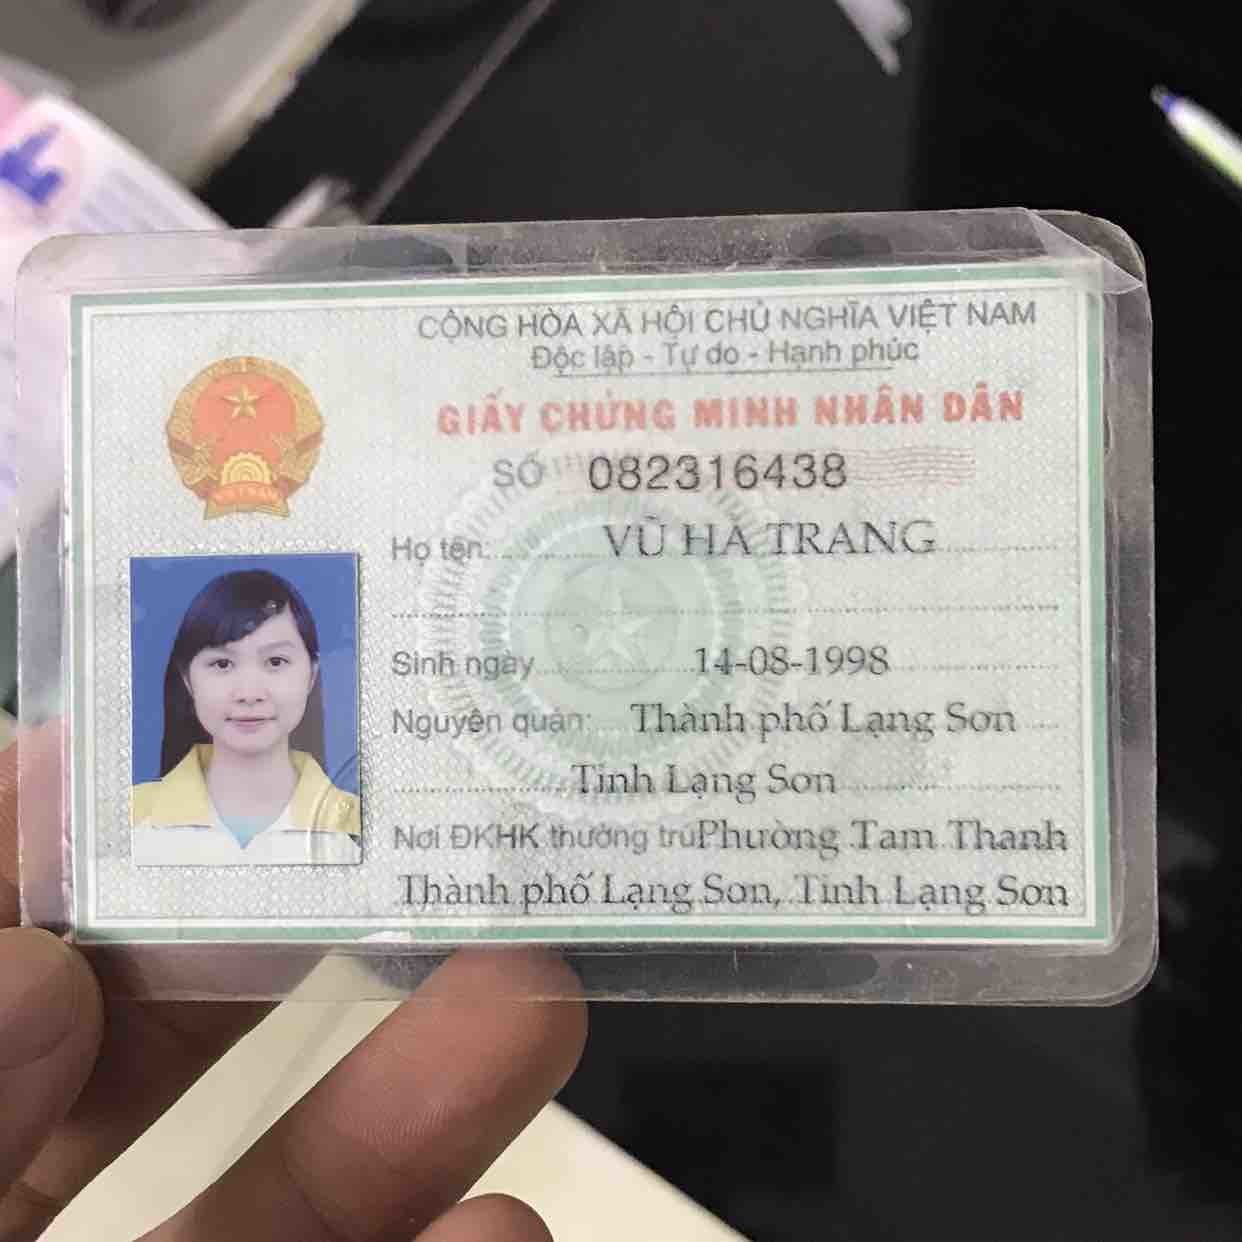 CỘNG HÒA XÃ HỘI CHỦ NGHĨA VIỆT NAM
Độc lập - Tự do - Hạnh phúc
GIẤY CHỨNG MINH NHÂN DÂN
SỐ 082316438
Họ tên: VŨ HÀ TRANG
Sinh ngày 14-08-1998
Nguyên quán: Thành phố Lạng Sơn
Tỉnh Lạng Sơn
Nơi ĐKHK thường trú Phường Tam Thanh
Thành phố Lạng Sơn, Tỉnh Lạng Sơn